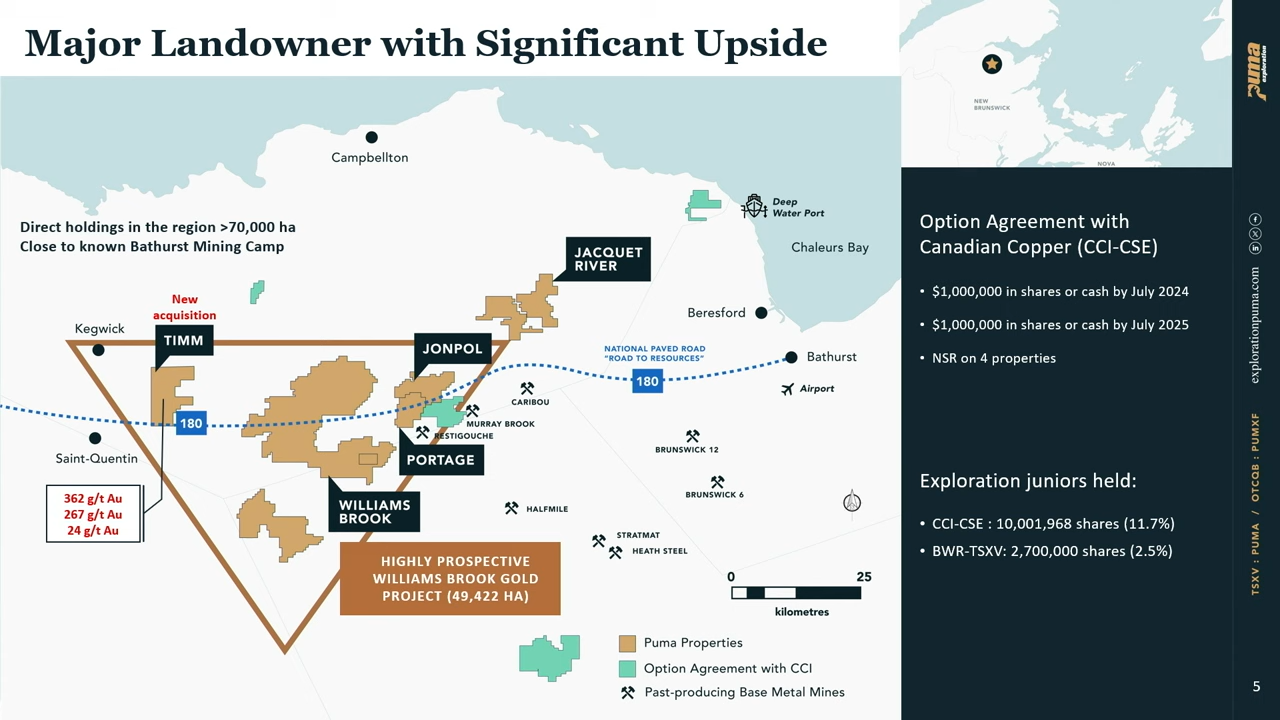 Major Landowner with Significant Upside
Campbellton
Direct holdings in the region >70,000 ha
Close to known Bathurst Mining Camp
New
acquisition
Kegwick
TIMM
JACQUET
RIVER
JONPOL
Deep
Water Port
Chaleurs Bay
Beresford
NATIONAL PAVED ROAD
“ROAD TO RESOURCES”
180
Bathurst
Airport
CARIBOU
180
MURRAY BROOK
RESTIGOUCHE
PORTAGE
Saint-Quentin
BRUNSWICK 12
BRUNSWICK 6
362 g/t Au
267 g/t Au
24 g/t Au
WILLIAMS
BROOK
HALFMILE
STRATMAT
HEATH STEEL
HIGHLY PROSPECTIVE
WILLIAMS BROOK GOLD
PROJECT (49,422 HA)
0 25
kilometres
Puma Properties
Option Agreement with CCI
Past-producing Base Metal Mines
NEW
BRUNSWICK
NOVA
Option Agreement with
Canadian Copper (CCI-CSE)
• $1,000,000 in shares or cash by July 2024
• $1,000,000 in shares or cash by July 2025
• NSR on 4 properties
Exploration juniors held:
• CCI-CSE : 10,001,968 shares (11.7%)
• BWR-TSXV: 2,700,000 shares (2.5%)
puma
exploration
explorationpuma.com
TSXV : PUMA / OTCQB : PUMXF
5